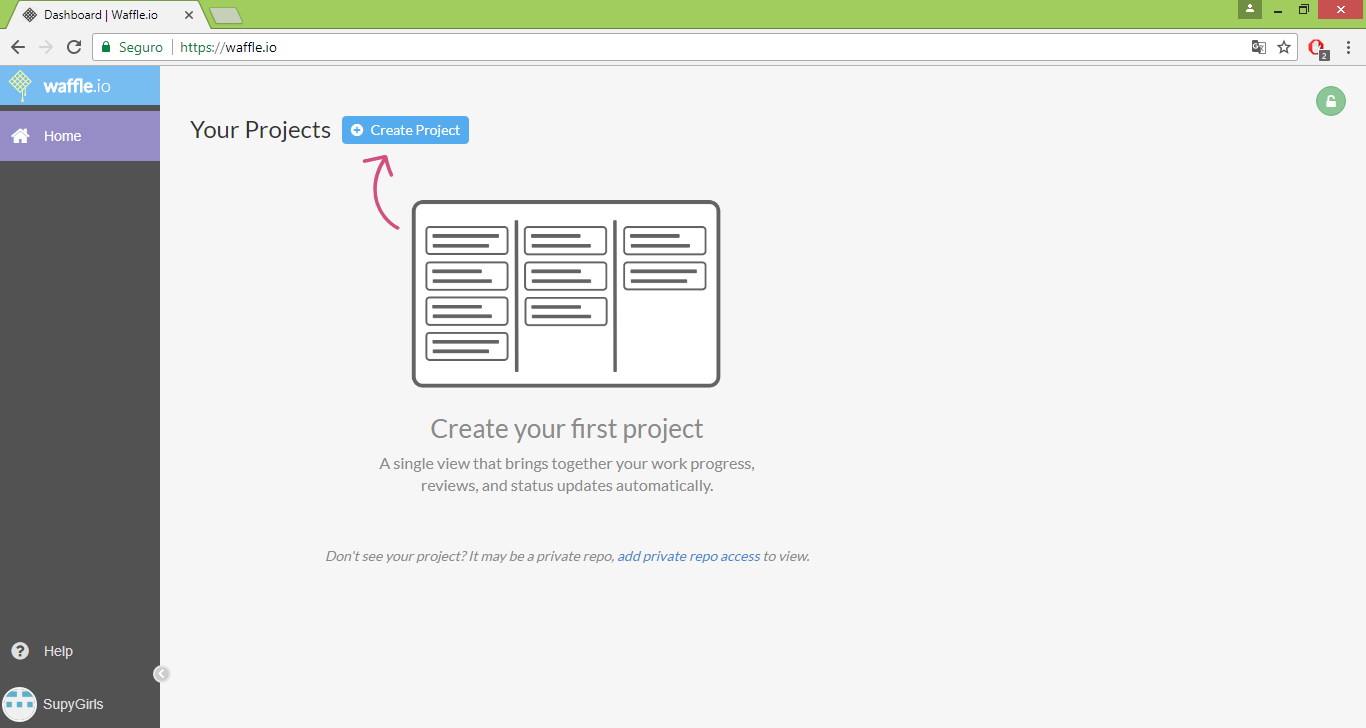 Dashboard | Waffle.io
Seguro
https://waffle.io
2
waffle.io
Home
Your Projects
Create Project
Create your first project
A single view that brings together your work progress,
reviews, and status updates automatically.
Don't see your project? It may be a private repo, add private repo access to view.
Help
SupyGirls